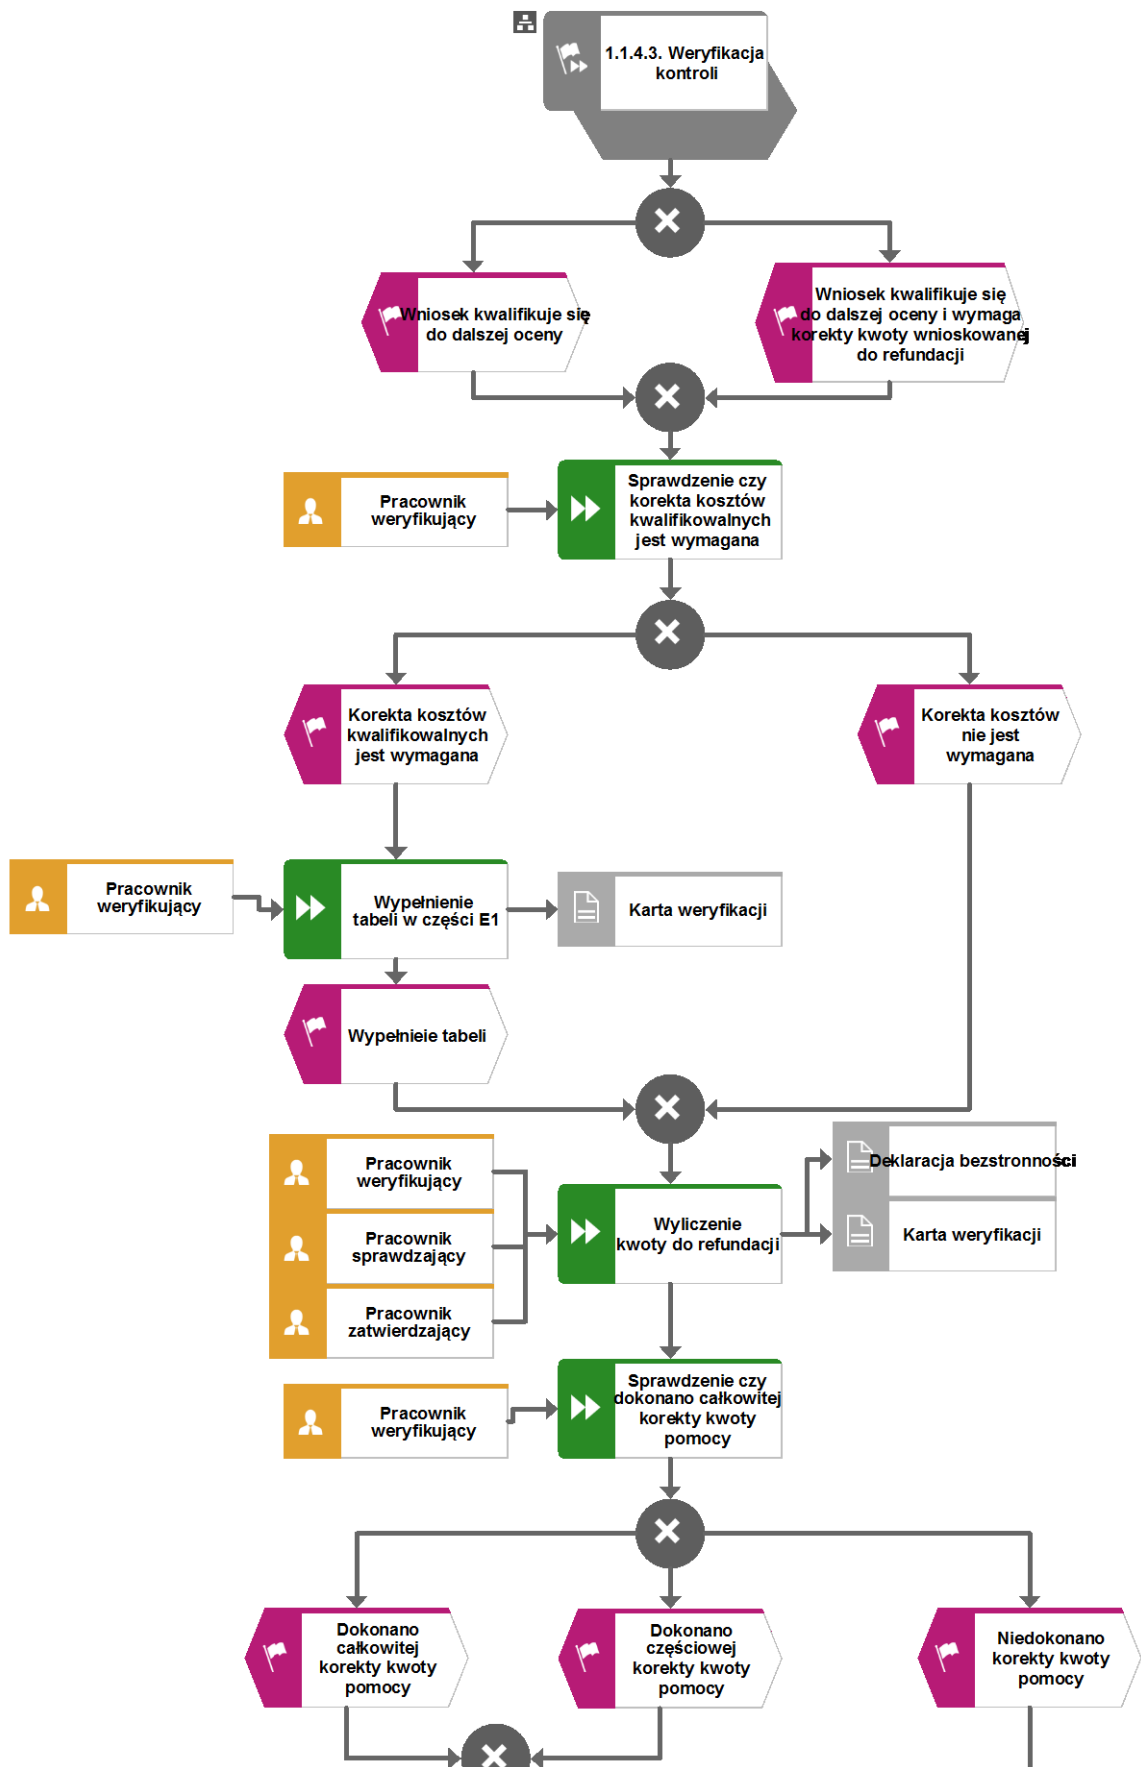 1.1.4.3. Weryfikacja
kontroli
Wniosek kwalifikuje się
do dalszej oceny
Wniosek kwalifikuje się
do dalszej oceny i wymaga
korekty kwoty wnioskowanej
do refundacji
Pracownik
weryfikujący
Sprawdzenie czy
korekta kosztów
kwalifikowalnych
jest wymagana
Korekta kosztów
kwalifikowalnych
jest wymagana
Korekta kosztów
nie jest
wymagana
Pracownik
weryfikujący
Wypełnienie
tabeli w części E1
Karta weryfikacji
Wypełnieie tabeli
Pracownik
weryfikujący
Pracownik
sprawdzający
Pracownik
zatwierdzający
Wyliczenie
kwoty do refundacji
Deklaracja bezstronności
Karta weryfikacji
Pracownik
weryfikujący
Sprawdzenie czy
dokonano całkowitej
korekty kwoty
pomocy
Dokonano
całkowitej
korekty kwoty
pomocy
Dokonano
częściowej
korekty kwoty
pomocy
Niedokonano
korekty kwoty
pomocy